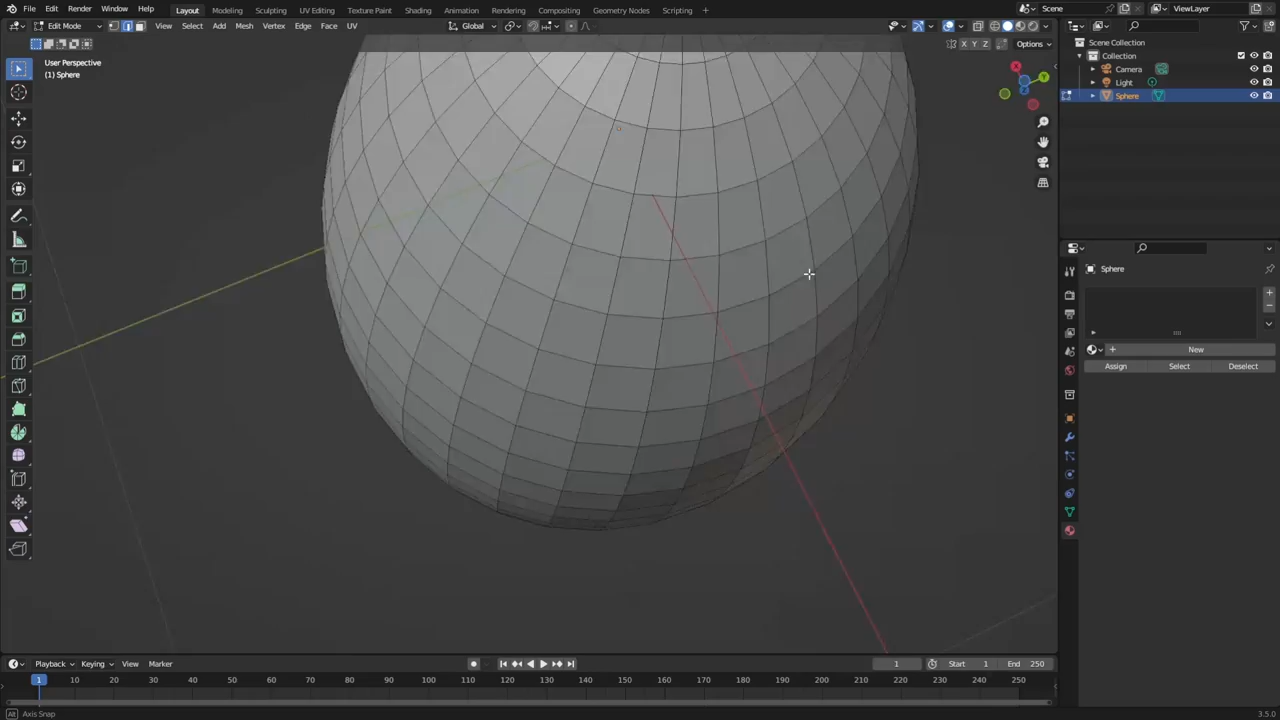 File Edit Render Window Help Layout Modeling Sculpting UV Editing Texture Paint Shading Animation Rendering Compositing Geometry Nodes Scripting + Scene ViewLayer
Edit Mode View Select Add Mesh Vertex Edge Face UV Global
X Y Z Options
User Perspective
(1) Sphere
Scene Collection
Collection
Camera
Light
Sphere
X
Y
Z
Sphere
New
Assign Select Deselect
Playback Keying View Marker 1 Start 1 End 250
1 10 20 30 40 50 60 70 80 90 100 110 120 130 140 150 160 170 180 190 200 210 220 230 240 250
Alt Axis Snap 3.5.0